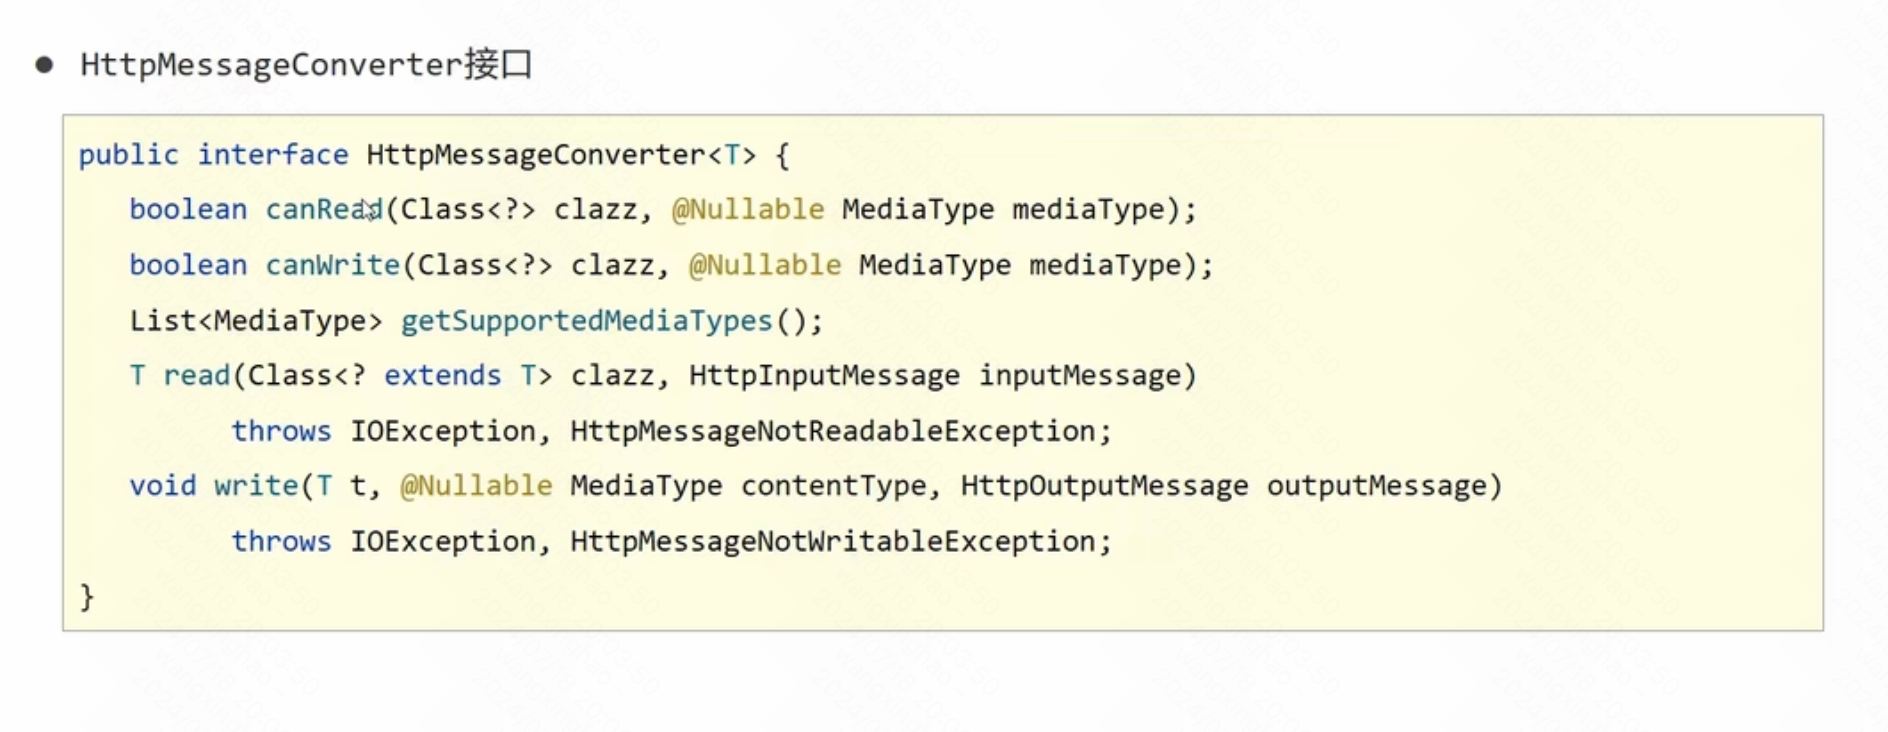 ● HttpMessageConverter接口
public interface HttpMessageConverter<T> {
boolean canRead(Class<?> clazz, @Nullable MediaType mediaType);
boolean canWrite(Class<?> clazz, @Nullable MediaType mediaType);
List<MediaType> getSupportedMediaTypes();
T read(Class<? extends T> clazz, HttpInputMessage inputMessage)
throws IOException, HttpMessageNotReadableException;
void write(T t, @Nullable MediaType contentType, HttpOutputMessage outputMessage)
throws IOException, HttpMessageNotWritableException;
}